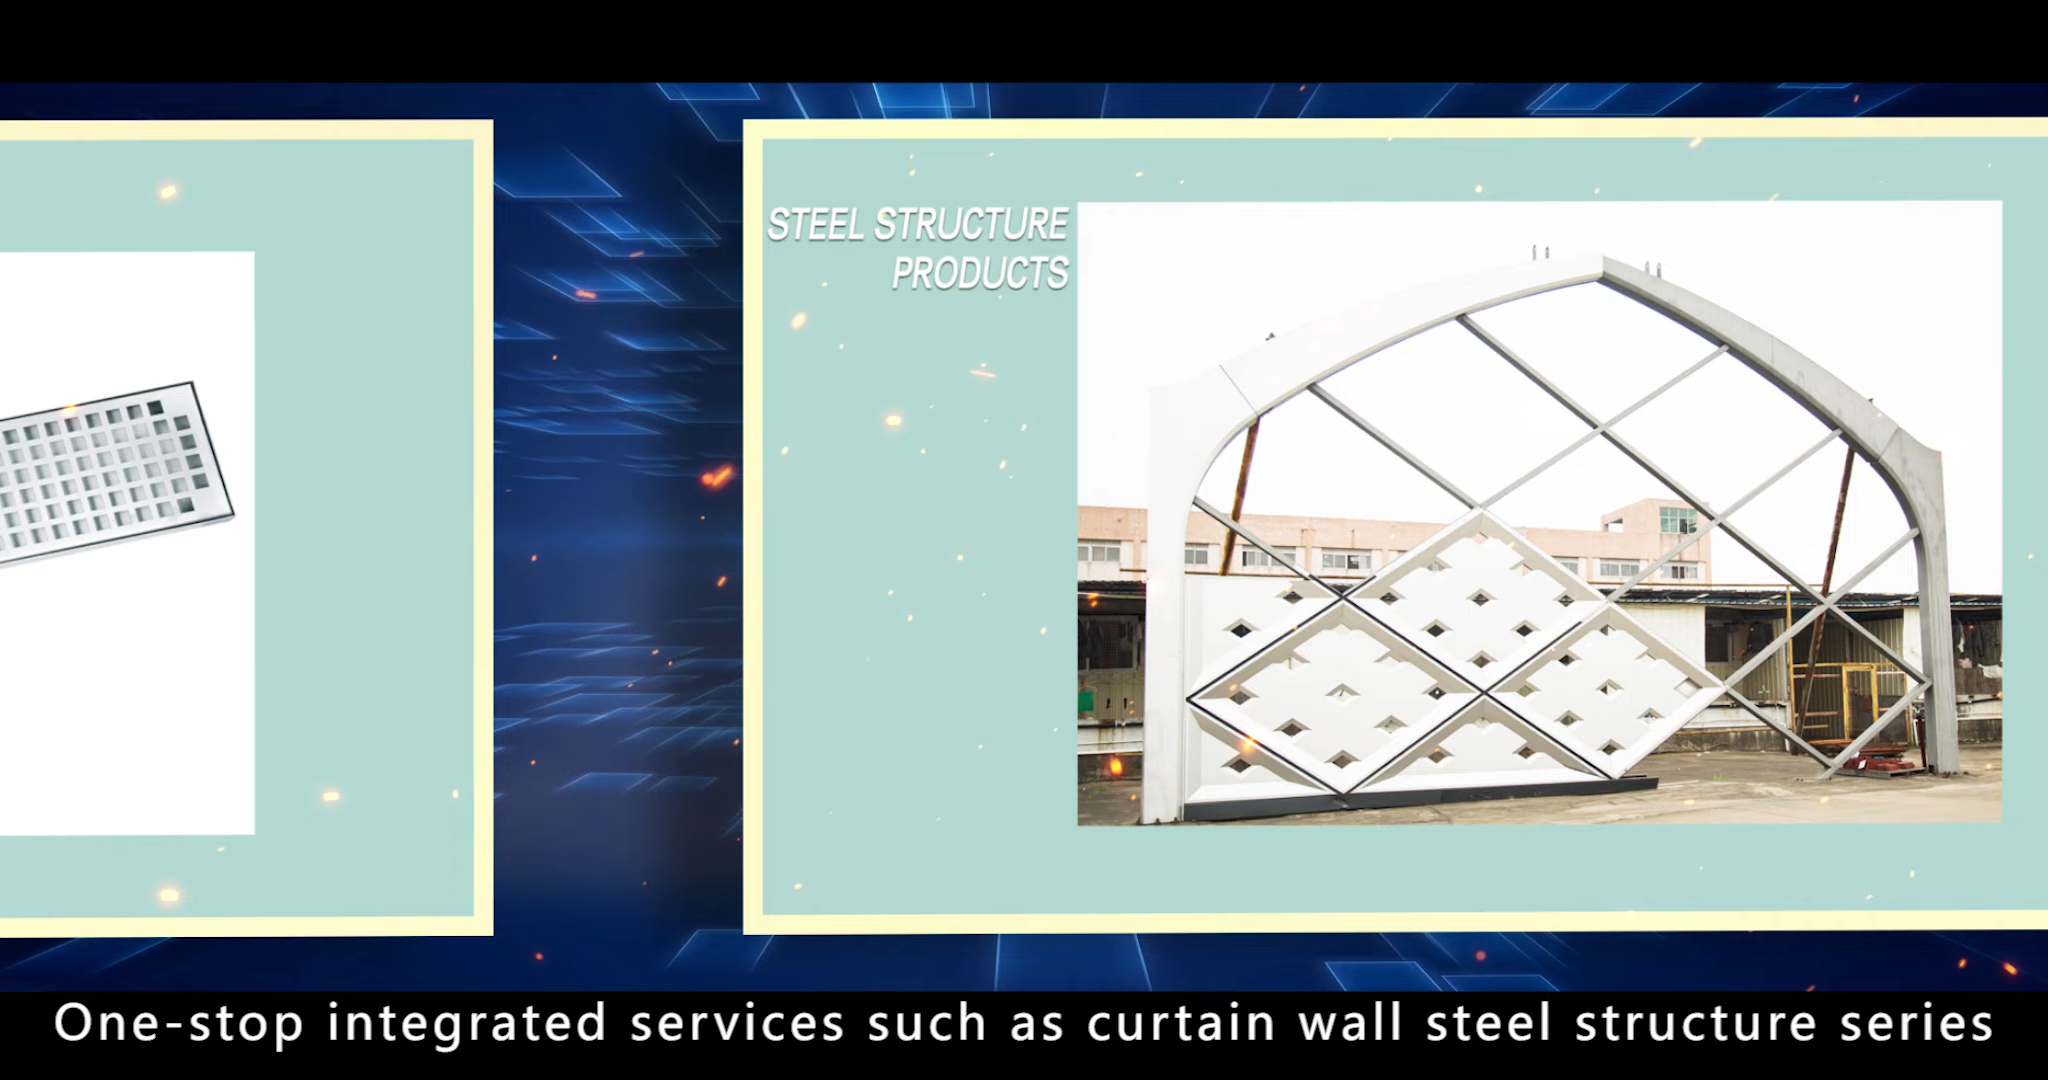 STEEL STRUCTURE
PRODUCTS
One-stop integrated services such as curtain wall steel structure series